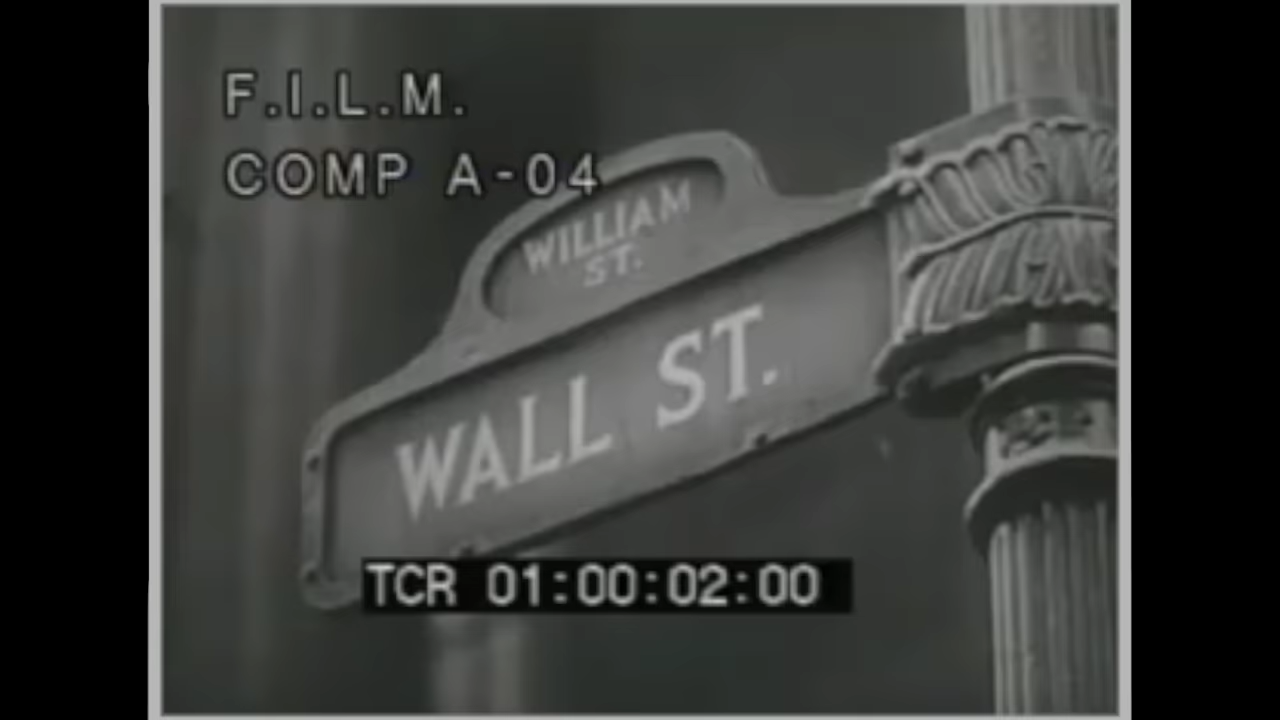 F.I.L.M.
COMP A-04
WILLIAM
ST.
WALL ST.
TCR 01:00:02:00